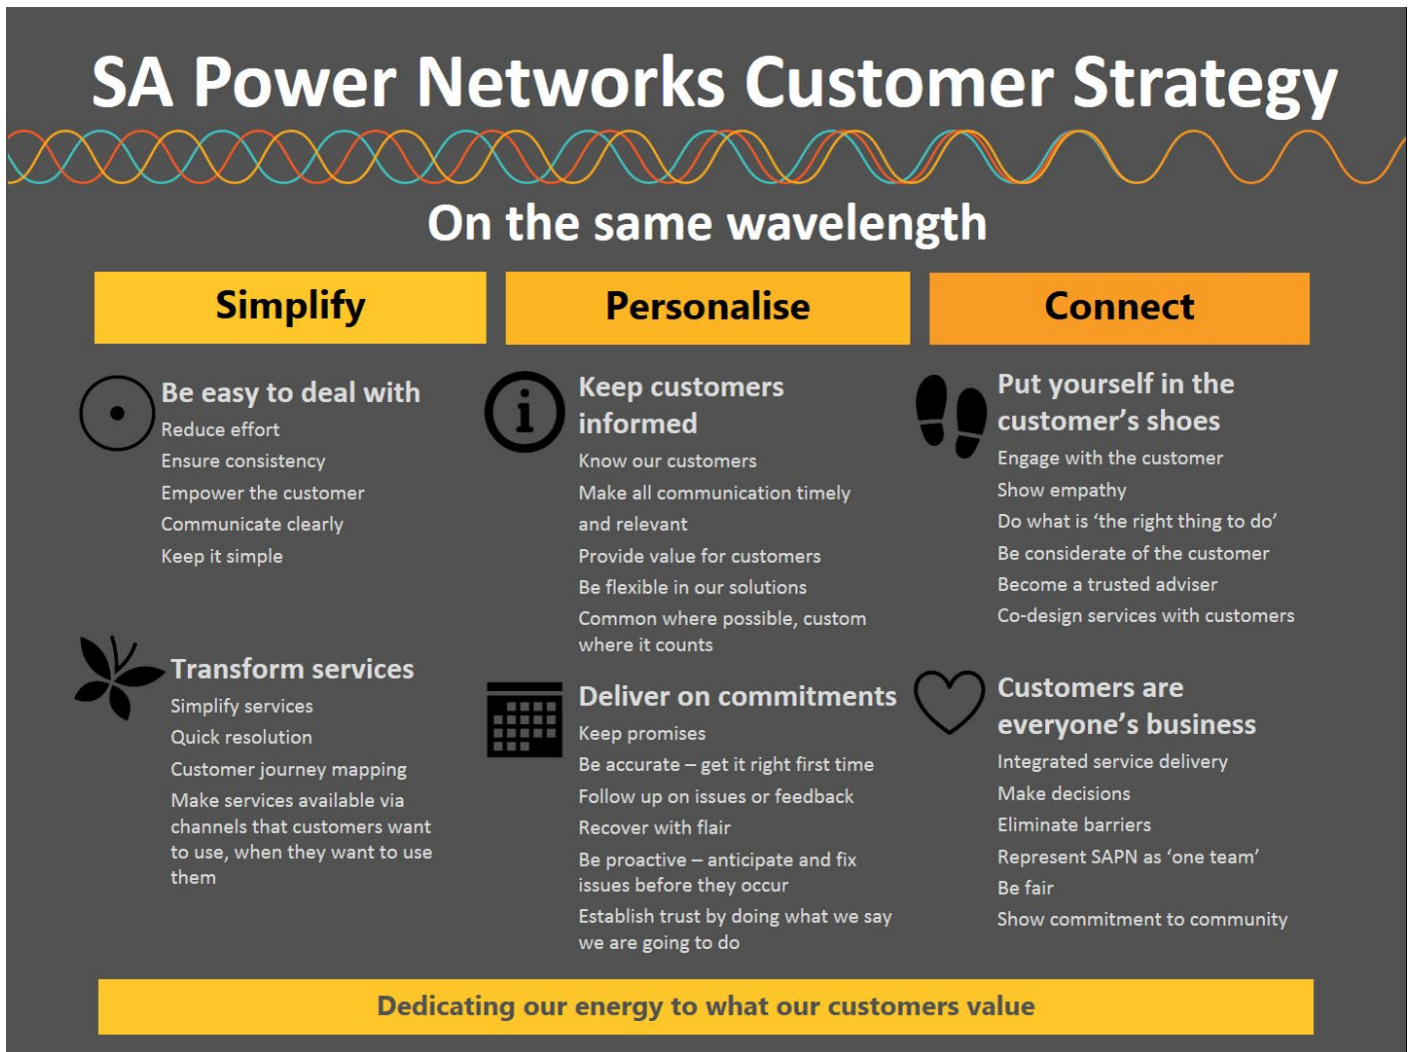 SA Power Networks Customer Strategy
On the same wavelength
Simplify
Be easy to deal with
Reduce effort
Ensure consistency
Empower the customer
Communicate clearly
Keep it simple
Transform services
Simplify services
Quick resolution
Customer journey mapping
Make services available via
channels that customers want
to use, when they want to use
them
Personalise
Keep customers
informed
Know our customers
Make all communication timely
and relevant
Provide value for customers
Be flexible in our solutions
Common where possible, custom
where it counts
Deliver on commitments
Keep promises
Be accurate – get it right first time
Follow up on issues or feedback
Recover with flair
Be proactive – anticipate and fix
issues before they occur
Establish trust by doing what we say
we are going to do
Connect
Put yourself in the
customer’s shoes
Engage with the customer
Show empathy
Do what is ‘the right thing to do’
Be considerate of the customer
Become a trusted adviser
Co-design services with customers
Customers are
everyone’s business
Integrated service delivery
Make decisions
Eliminate barriers
Represent SAPN as ‘one team’
Be fair
Show commitment to community
Dedicating our energy to what our customers value